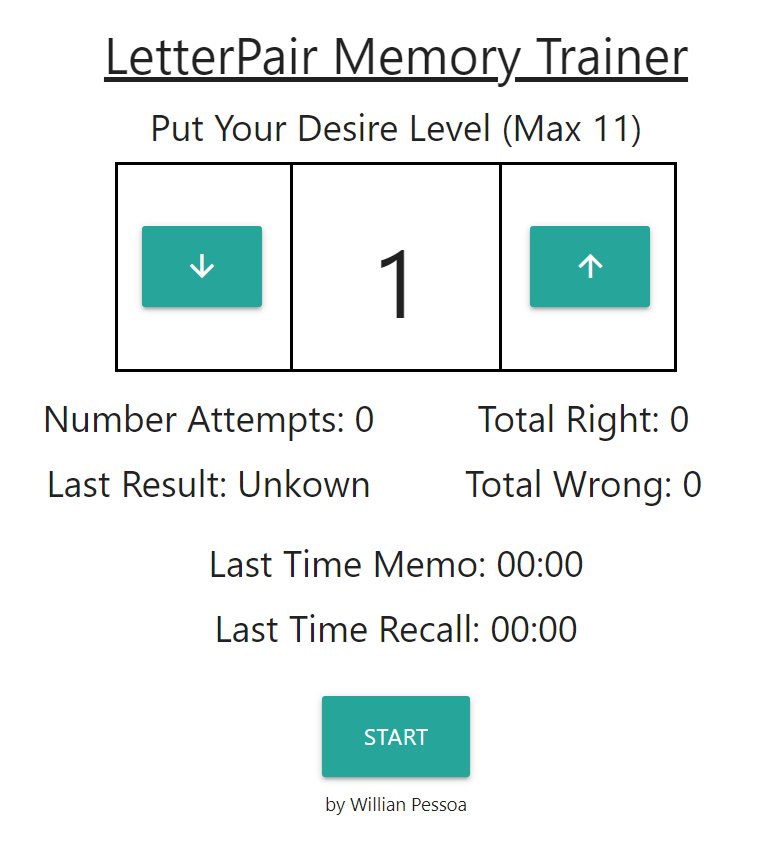 LetterPair Memory Trainer
Put Your Desire Level (Max 11)
1
Number Attempts: 0
Total Right: 0
Last Result: Unkown
Total Wrong: 0
Last Time Memo: 00:00
Last Time Recall: 00:00
START
by Willian Pessoa